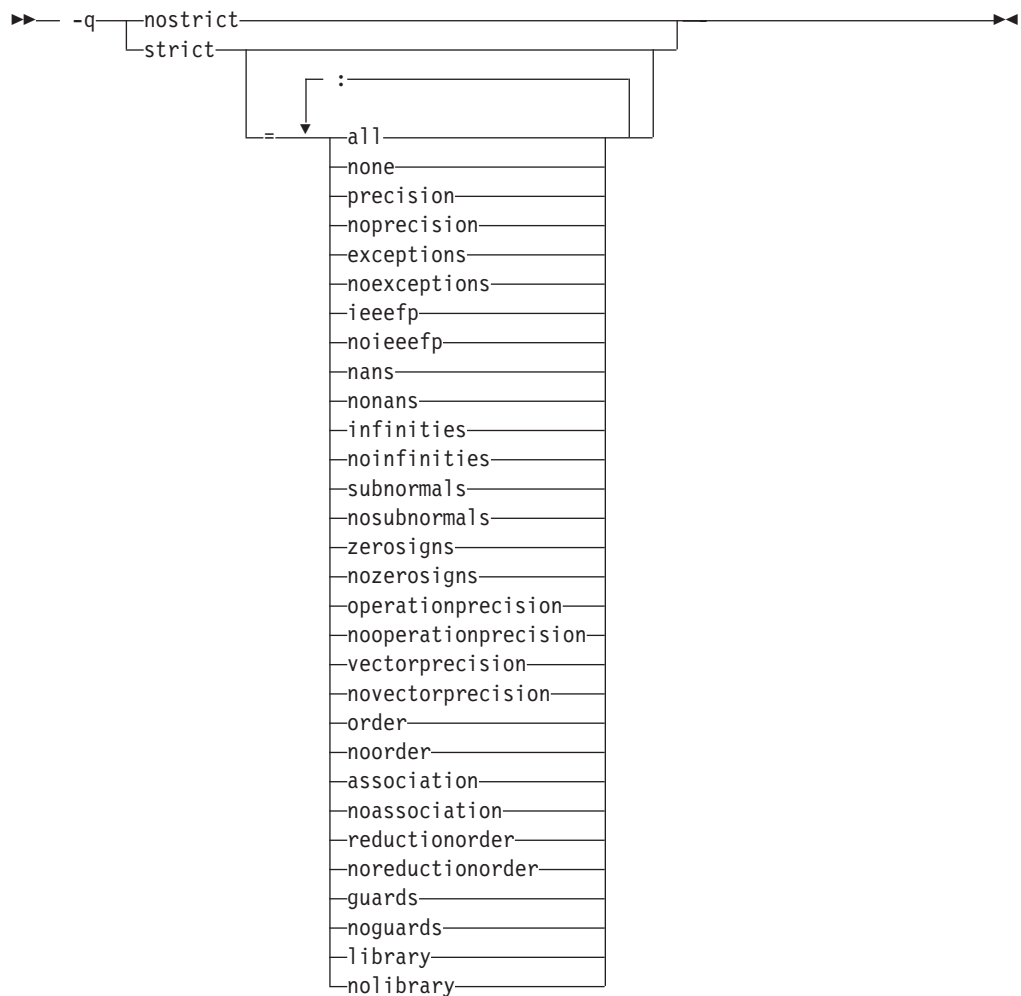 -q nostrict
strict
:
= all
none
precision
noprecision
exceptions
noexceptions
ieeefp
noieeefp
nans
nonans
infinities
noinfinities
subnormals
nosubnormals
zerosigns
nozerosigns
operationprecision
nooperationprecision
vectorprecision
novectorprecision
order
noorder
association
noassociation
reductionorder
noreductionorder
guards
noguards
library
nolibrary